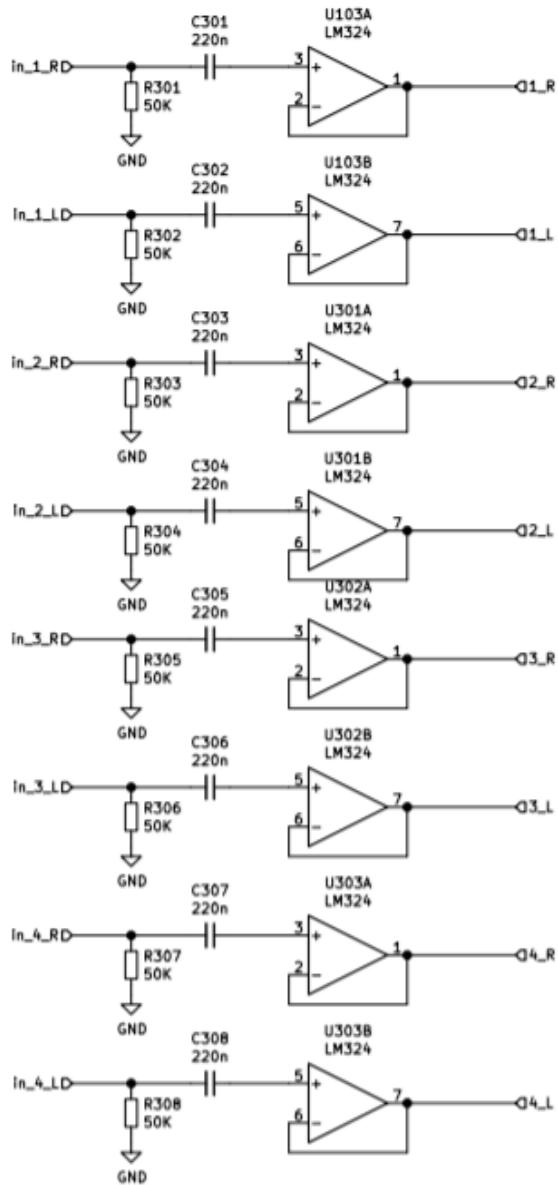 C301
220n
U103A
LM324
in_1_R
R301
50K
GND
3
+
2
−
1
1_R
C302
220n
U103B
LM324
in_1_L
R302
50K
GND
5
+
6
−
7
1_L
C303
220n
U301A
LM324
in_2_R
R303
50K
GND
3
+
2
−
1
2_R
C304
220n
U301B
LM324
in_2_L
R304
50K
GND
5
+
6
−
7
2_L
C305
220n
U302A
LM324
in_3_R
R305
50K
GND
3
+
2
−
1
3_R
C306
220n
U302B
LM324
in_3_L
R306
50K
GND
5
+
6
−
7
3_L
C307
220n
U303A
LM324
in_4_R
R307
50K
GND
3
+
2
−
1
4_R
C308
220n
U303B
LM324
in_4_L
R308
50K
GND
5
+
6
−
7
4_L